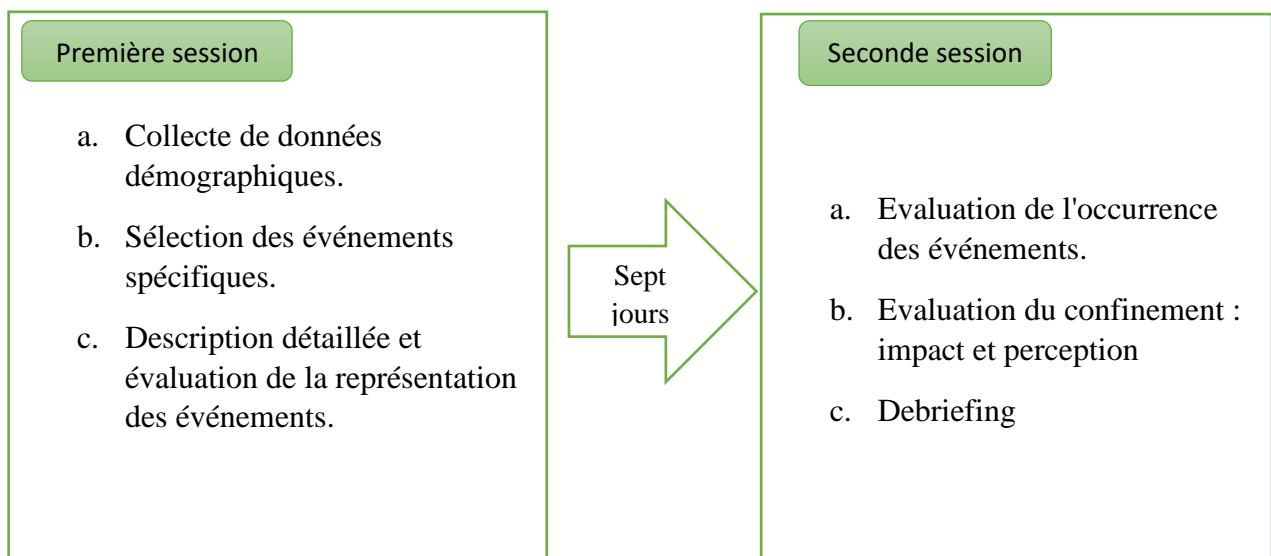 Première session
a. Collecte de données
démographiques.
b. Sélection des événements
spécifiques.
c. Description détaillée et
évaluation de la représentation
des événements.
Sept
jours
Seconde session
a. Evaluation de l'occurrence
des événements.
b. Evaluation du confinement :
impact et perception
c. Debriefing